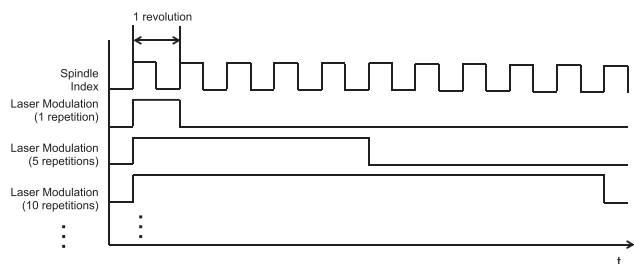 1 revolution
Spindle
Index
Laser Modulation
(1 repetition)
Laser Modulation
(5 repetitions)
Laser Modulation
(10 repetitions)
t